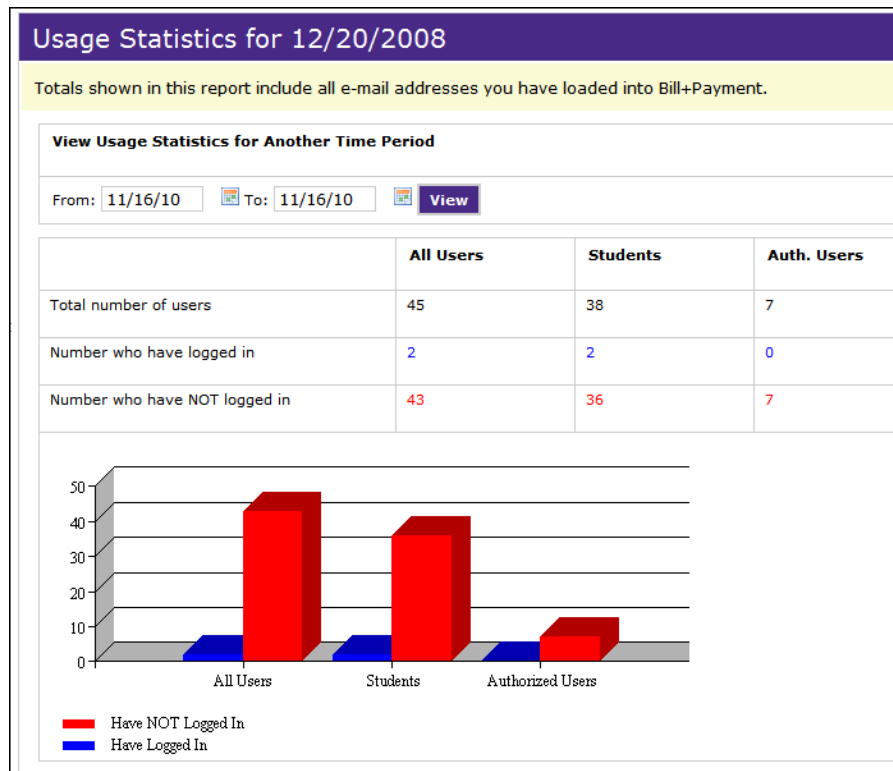 Usage Statistics for 12/20/2008
Totals shown in this report include all e-mail addresses you have loaded into Bill+Payment.
View Usage Statistics for Another Time Period
From: 11/16/10 To: 11/16/10 View
All Users Students Auth. Users
Total number of users 45 38 7
Number who have logged in 2 2 0
Number who have NOT logged in 43 36 7
50
40
30
20
10
0
All Users Students Authorized Users
Have NOT Logged In
Have Logged In